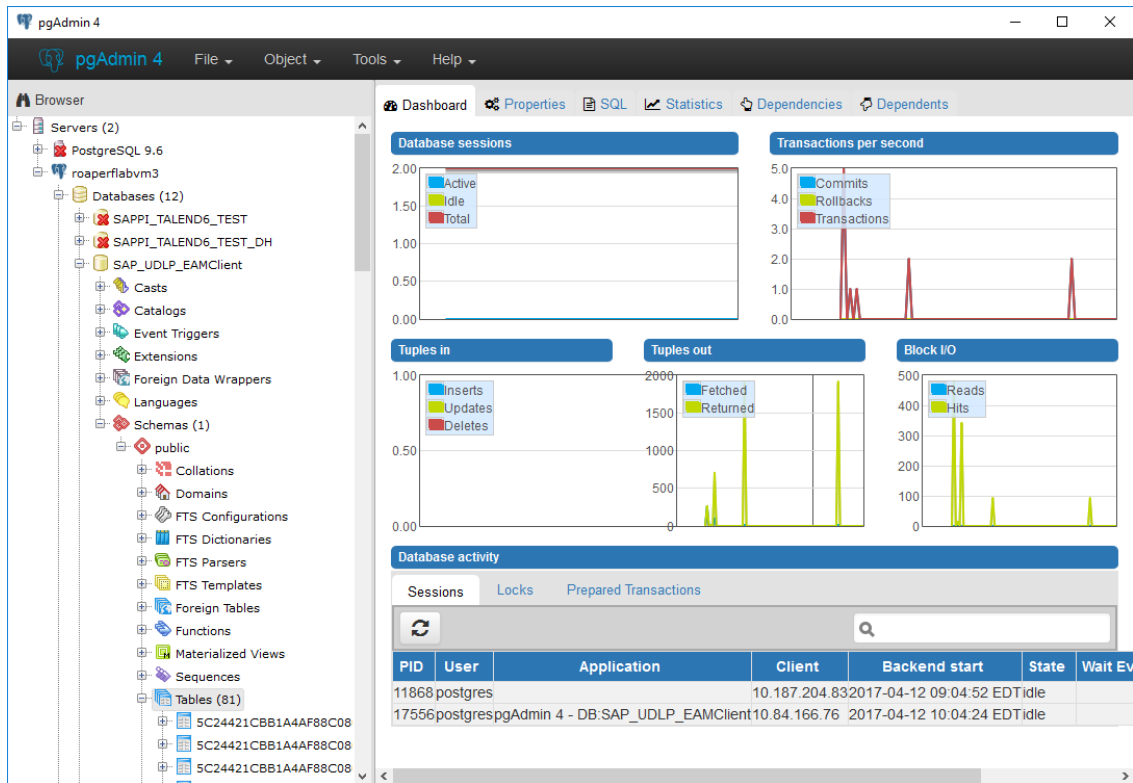 pgAdmin 4
pgAdmin 4 File Object Tools Help
Browser
Servers (2)
PostgreSQL 9.6
roaperflabvm3
Databases (12)
SAPPI_TALEND6_TEST
SAPPI_TALEND6_TEST_DH
SAP_UDLP_EAMClient
Casts
Catalogs
Event Triggers
Extensions
Foreign Data Wrappers
Languages
Schemas (1)
public
Collations
Domains
FTS Configurations
FTS Dictionaries
FTS Parsers
FTS Templates
Foreign Tables
Functions
Materialized Views
Sequences
Tables (81)
5C24421CBB1A4AF88C08
5C24421CBB1A4AF88C08
5C24421CBB1A4AF88C08
Dashboard Properties SQL Statistics Dependencies Dependents
Database sessions
2.00
1.50
1.00
0.50
0.00
Active
Idle
Total
Transactions per second
5.0
4.0
3.0
2.0
1.0
0.0
Commits
Rollbacks
Transactions
Tuples in
1.00
0.50
0.00
Inserts
Updates
Deletes
Tuples out
2000
1500
1000
500
0
Fetched
Returned
Block I/O
500
400
300
200
100
0
Reads
Hits
Database activity
Sessions Locks Prepared Transactions
PID User Application Client Backend start State Wait Ev
11868 postgres 10.187.204.83 2017-04-12 09:04:52 EDT idle
17556 postgres pgAdmin 4 - DB:SAP_UDLP_EAMClient 10.84.166.76 2017-04-12 10:04:24 EDT idle